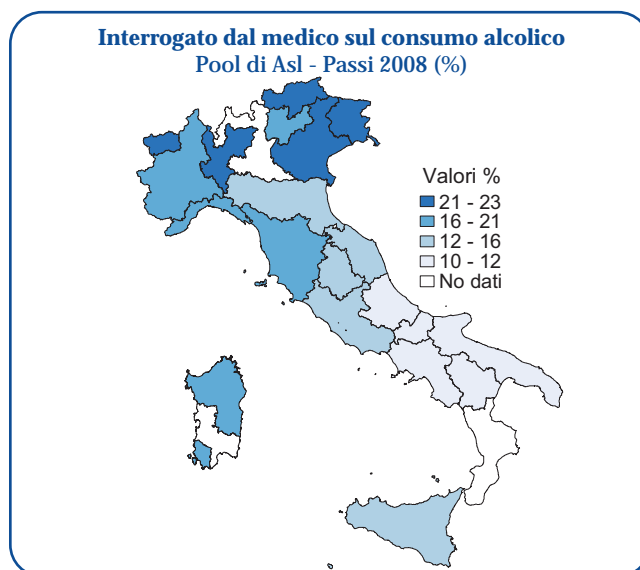 Interrogato dal medico sul consumo alcolico
Pool di Asl - Passi 2008 (%)
Valori %
21 - 23
16 - 21
12 - 16
10 - 12
No dati